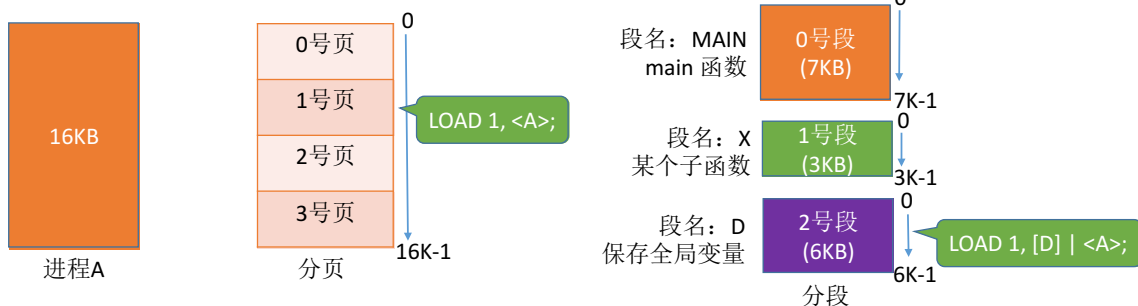 16KB
进程A
0号页
1号页
2号页
3号页
0
16K-1
LOAD 1, <A>;
分页
段名：MAIN
main 函数
0号段
(7KB)
0
7K-1
段名：X
某个子函数
1号段
(3KB)
0
3K-1
段名：D
保存全局变量
2号段
(6KB)
0
6K-1
LOAD 1, [D] | <A>;
分段